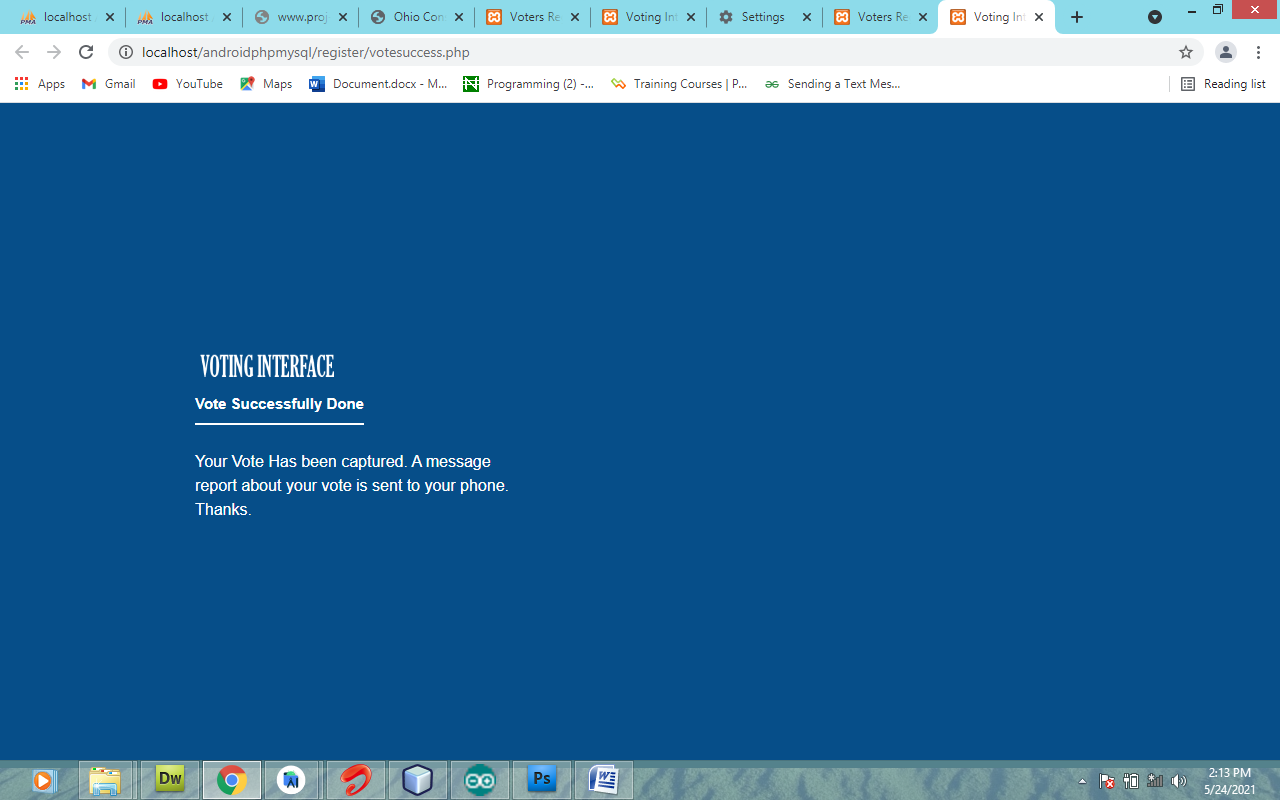 localhost
localhost
www.proj
Ohio Con
Voters Re
Voting Int
Settings
Voters Re
Voting Int
localhost/androidphpmysql/register/votesuccess.php
Apps
Gmail
YouTube
Maps
Document.docx - M...
Programming (2) -...
Training Courses | P...
Sending a Text Mes...
Reading list
VOTING INTERFACE
Vote Successfully Done
Your Vote Has been captured. A message
report about your vote is sent to your phone.
Thanks.
Dw
Ps
2:13 PM
5/24/2021